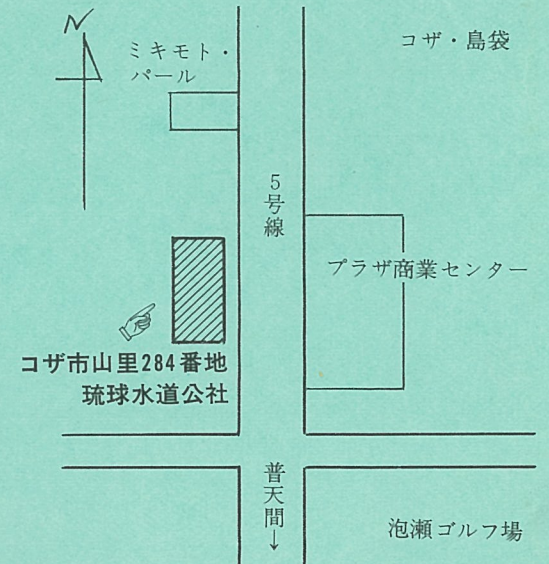 N
ミキモト・
パール
コザ・島袋
5号線
プラザ商業センター
コザ市山里284番地
琉球水道公社
普天間↓
泡瀬ゴルフ場